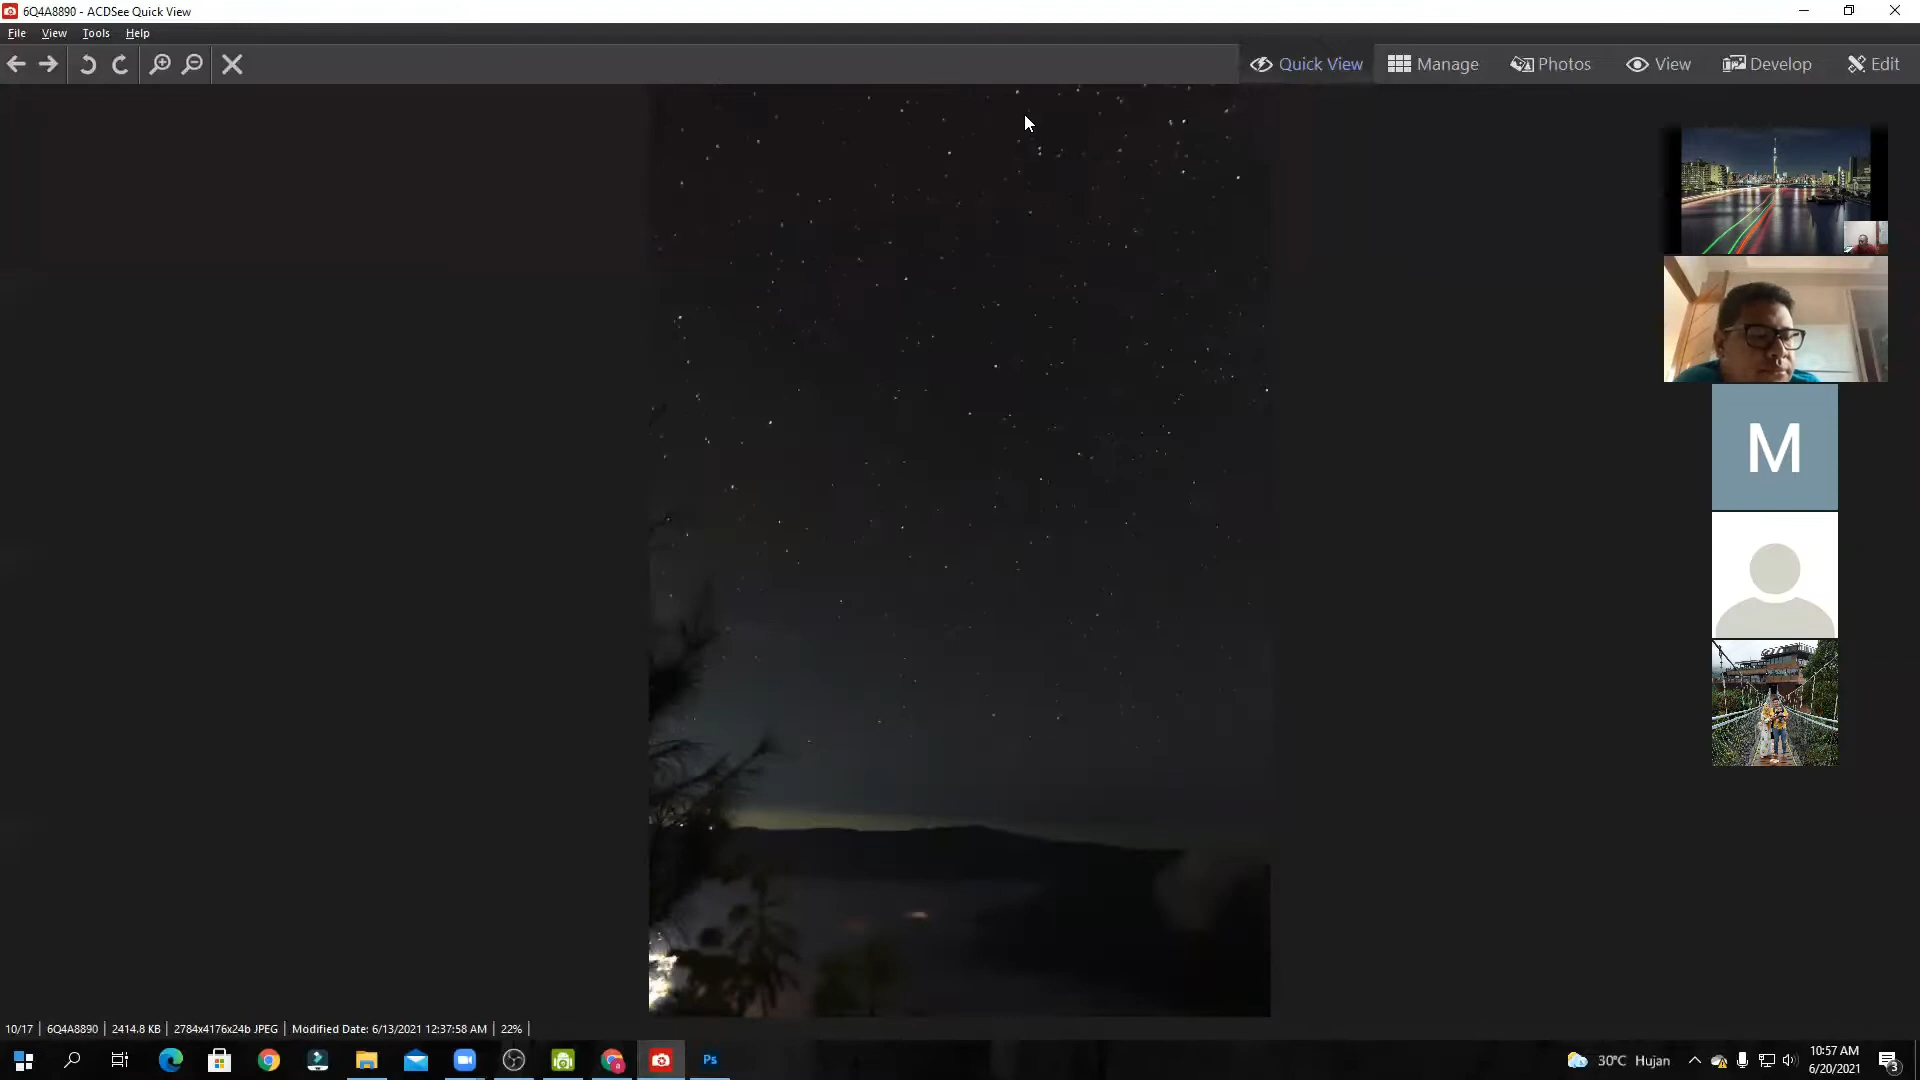 6Q4A8890 - ACDSee Quick View
File View Tools Help
Quick View Manage Photos View Develop Edit
M
10/17 6Q4A8890 2414.8 KB 2784x4176x24b JPEG Modified Date: 6/13/2021 12:37:58 AM 22%
Ps
30°C Hujan
10:57 AM
6/20/2021
3